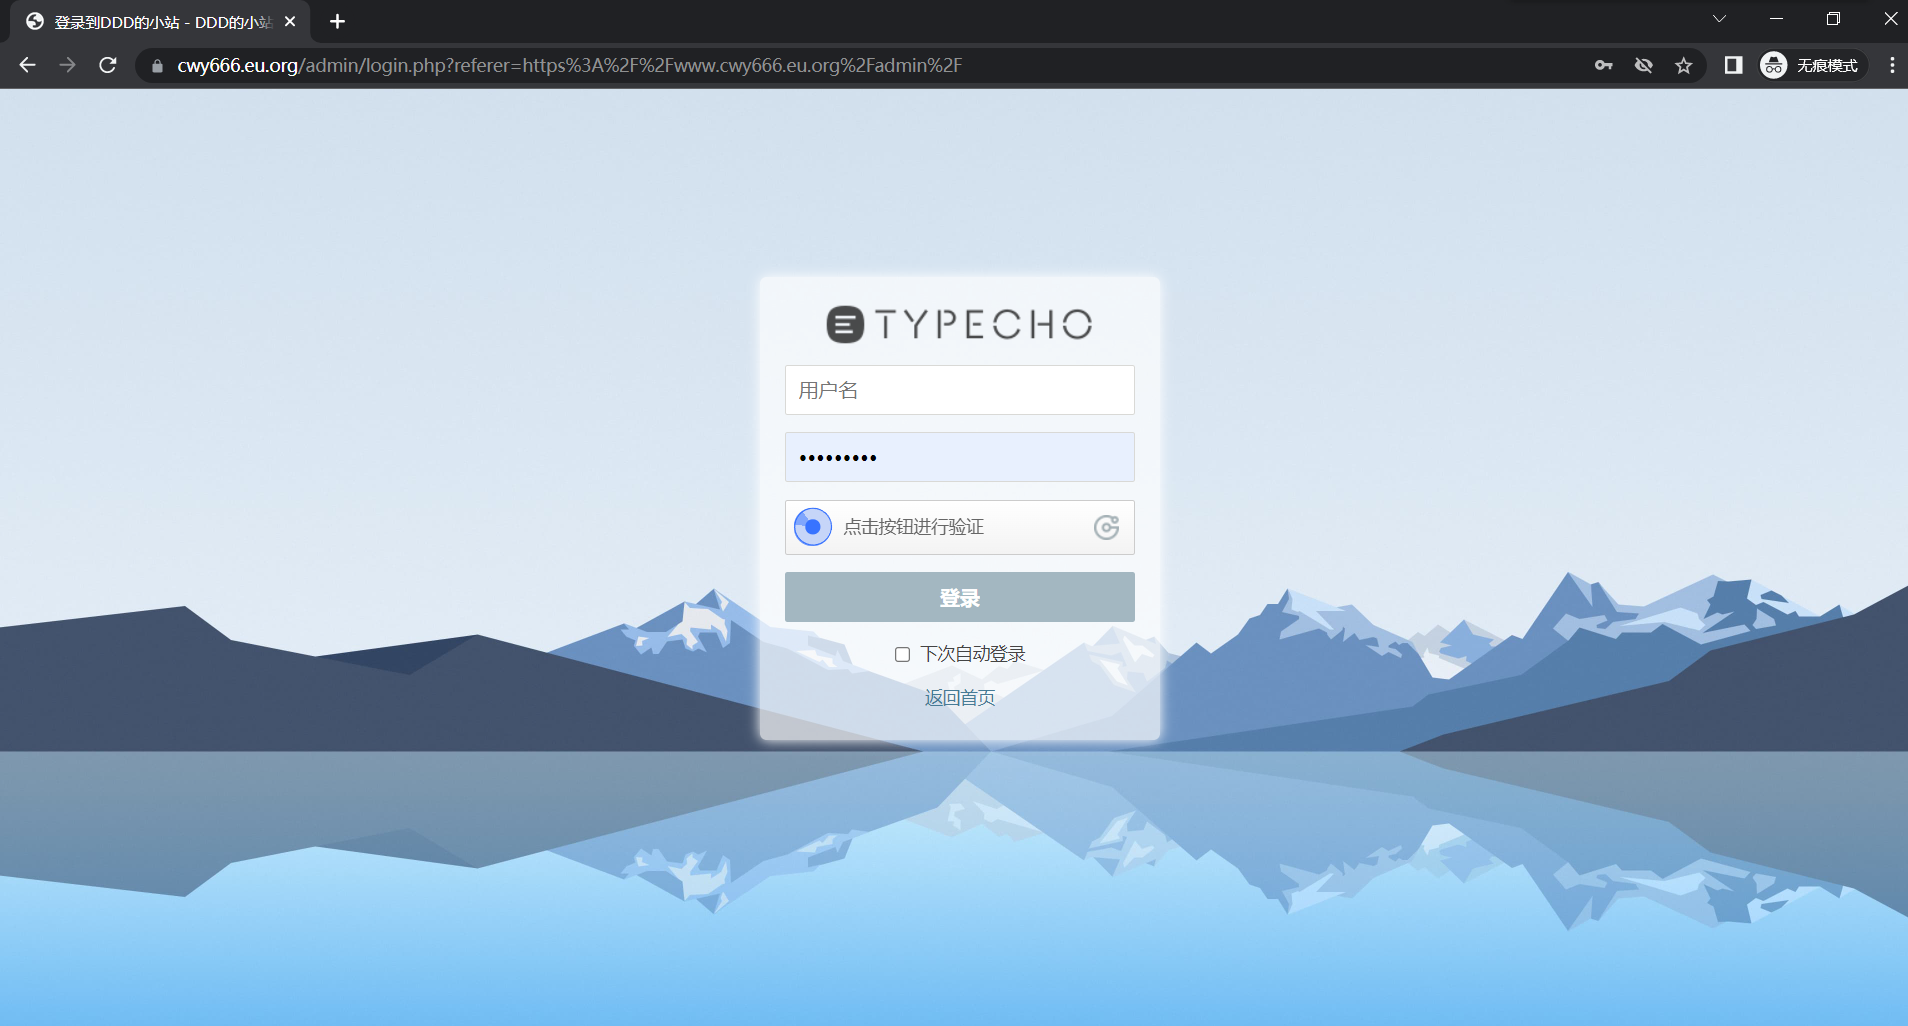 登录到DDD的小站 - DDD的小站
cwy666.eu.org/admin/login.php?referer=https%3A%2F%2Fwww.cwy666.eu.org%2Fadmin%2F
无痕模式
TYPECHO
用户名
•••••••••
点击按钮进行验证
登录
下次自动登录
返回首页